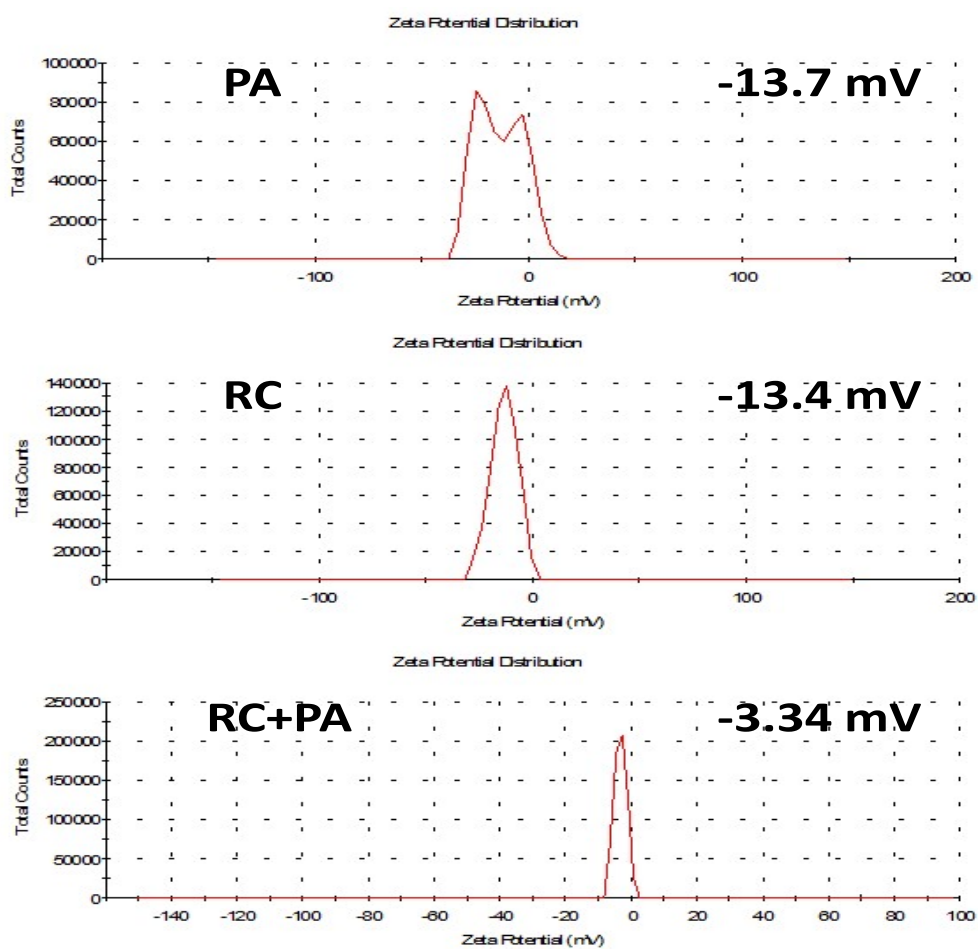 Zeta Potential Distribution
PA
-13.7 mV
Total Counts
100000
80000
60000
40000
20000
0
-100 0 100 200
Zeta Potential (mV)
Zeta Potential Distribution
RC
-13.4 mV
Total Counts
140000
120000
100000
80000
60000
40000
20000
0
-100 0 100 200
Zeta Potential (mV)
Zeta Potential Distribution
RC+PA
-3.34 mV
Total Counts
250000
200000
150000
100000
50000
0
-140 -120 -100 -80 -60 -40 -20 0 20 40 60 80 100
Zeta Potential (mV)